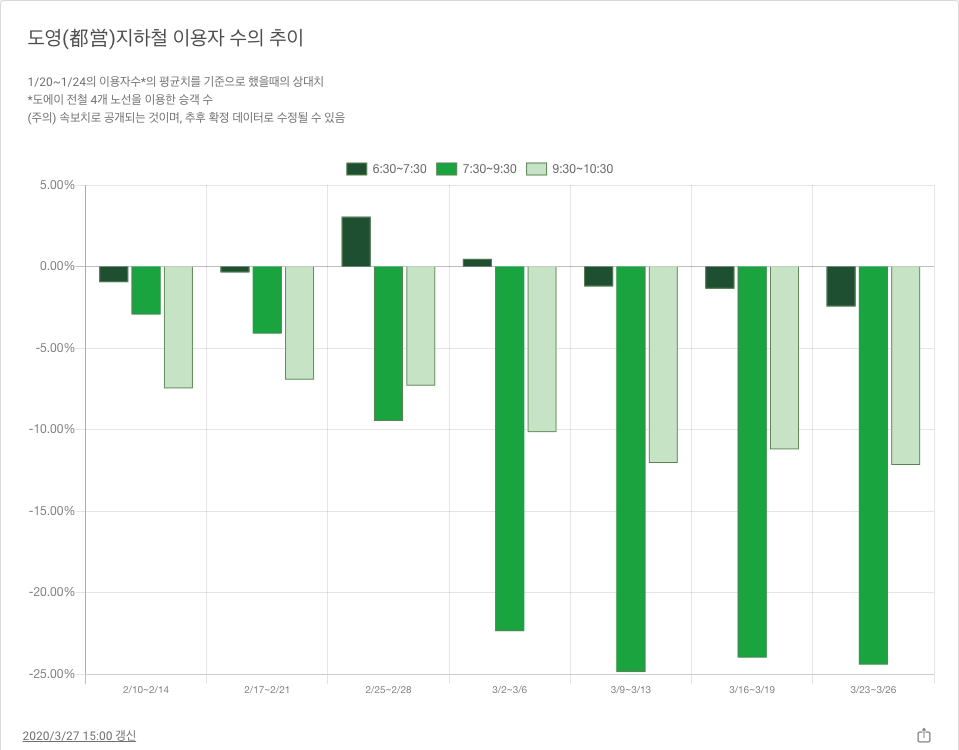 도영(都営)지하철 이용자 수의 추이
1/20~1/24의 이용자수*의 평균치를 기준으로 했을때의 상대치
*도에이 전철 4개 노선을 이용한 승객 수
(주의) 속보치로 공개되는 것이며, 추후 확정 데이터로 수정될 수 있음
6:30~7:30 7:30~9:30 9:30~10:30
5.00%
0.00%
-5.00%
-10.00%
-15.00%
-20.00%
-25.00%
2/10~2/14 2/17~2/21 2/25~2/28 3/2~3/6 3/9~3/13 3/16~3/19 3/23~3/26
2020/3/27 15:00 갱신